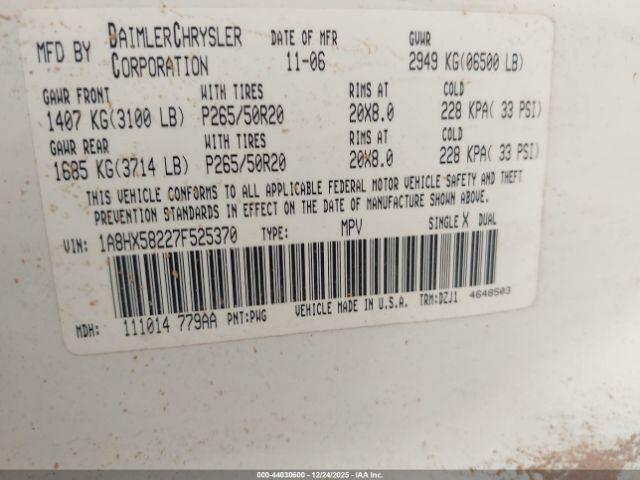 MFD BY DAIMLERCHRYSLER CORPORATION DATE OF MFR 11-06 GVWR 2949 KG(06500 LB)
GAWR FRONT WITH TIRES RIMS AT COLD
1407 KG(3100 LB) P265/50R20 20X8.0 228 KPA( 33 PSI)
GAWR REAR WITH TIRES RIMS AT COLD
1685 KG(3714 LB) P265/50R20 20X8.0 228 KPA( 33 PSI)
THIS VEHICLE CONFORMS TO ALL APPLICABLE FEDERAL MOTOR VEHICLE SAFETY AND THEFT
PREVENTION STANDARDS IN EFFECT ON THE DATE OF MANUFACTURE SHOWN ABOVE.
VIN: 1A8HX58227F525370 TYPE: MPV SINGLE X DUAL
MDH: 111014 779AA PNT:PWG VEHICLE MADE IN U.S.A. TRM:DZJ1 4648503
000-44030600 - 12/24/2025 - IAA Inc.